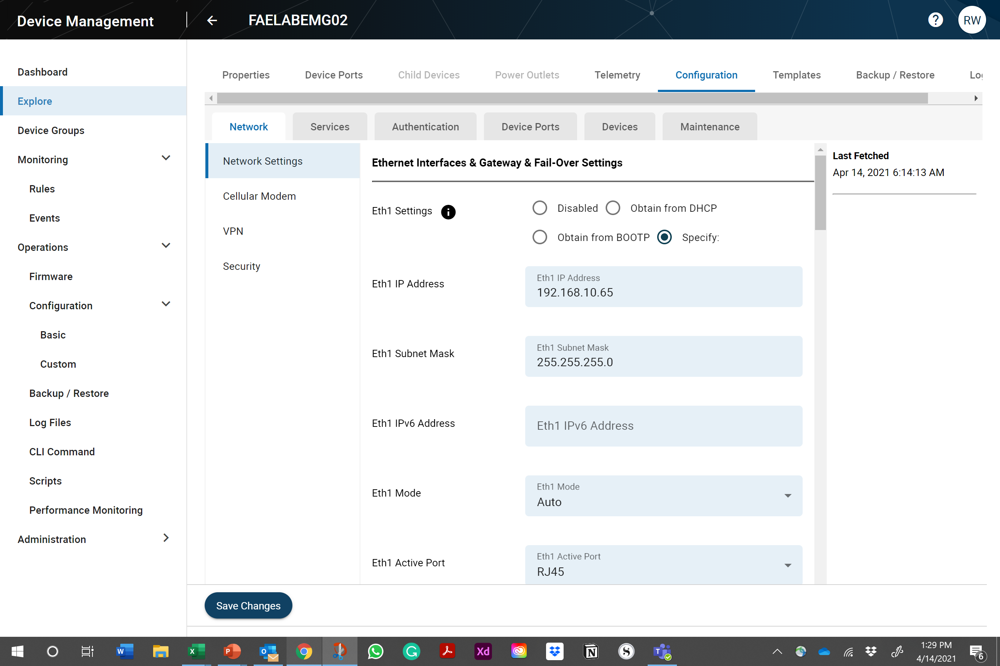 Device Management
FAELABEMG02
?
RW
Dashboard
Explore
Device Groups
Monitoring
Rules
Events
Operations
Firmware
Configuration
Basic
Custom
Backup / Restore
Log Files
CLI Command
Scripts
Performance Monitoring
Administration
Properties
Device Ports
Child Devices
Power Outlets
Telemetry
Configuration
Templates
Backup / Restore
Network
Services
Authentication
Device Ports
Devices
Maintenance
Network Settings
Cellular Modem
VPN
Security
Ethernet Interfaces & Gateway & Fail-Over Settings
Eth1 Settings
i
Disabled
Obtain from DHCP
Obtain from BOOTP
Specify:
Eth1 IP Address
Eth1 IP Address
192.168.10.65
Eth1 Subnet Mask
Eth1 Subnet Mask
255.255.255.0
Eth1 IPv6 Address
Eth1 IPv6 Address
Eth1 Mode
Eth1 Mode
Auto
Eth1 Active Port
Eth1 Active Port
RJ45
Last Fetched
Apr 14, 2021 6:14:13 AM
Save Changes
W
X
P
O
G
Xd
N
S
T
1:29 PM
4/14/2021
6